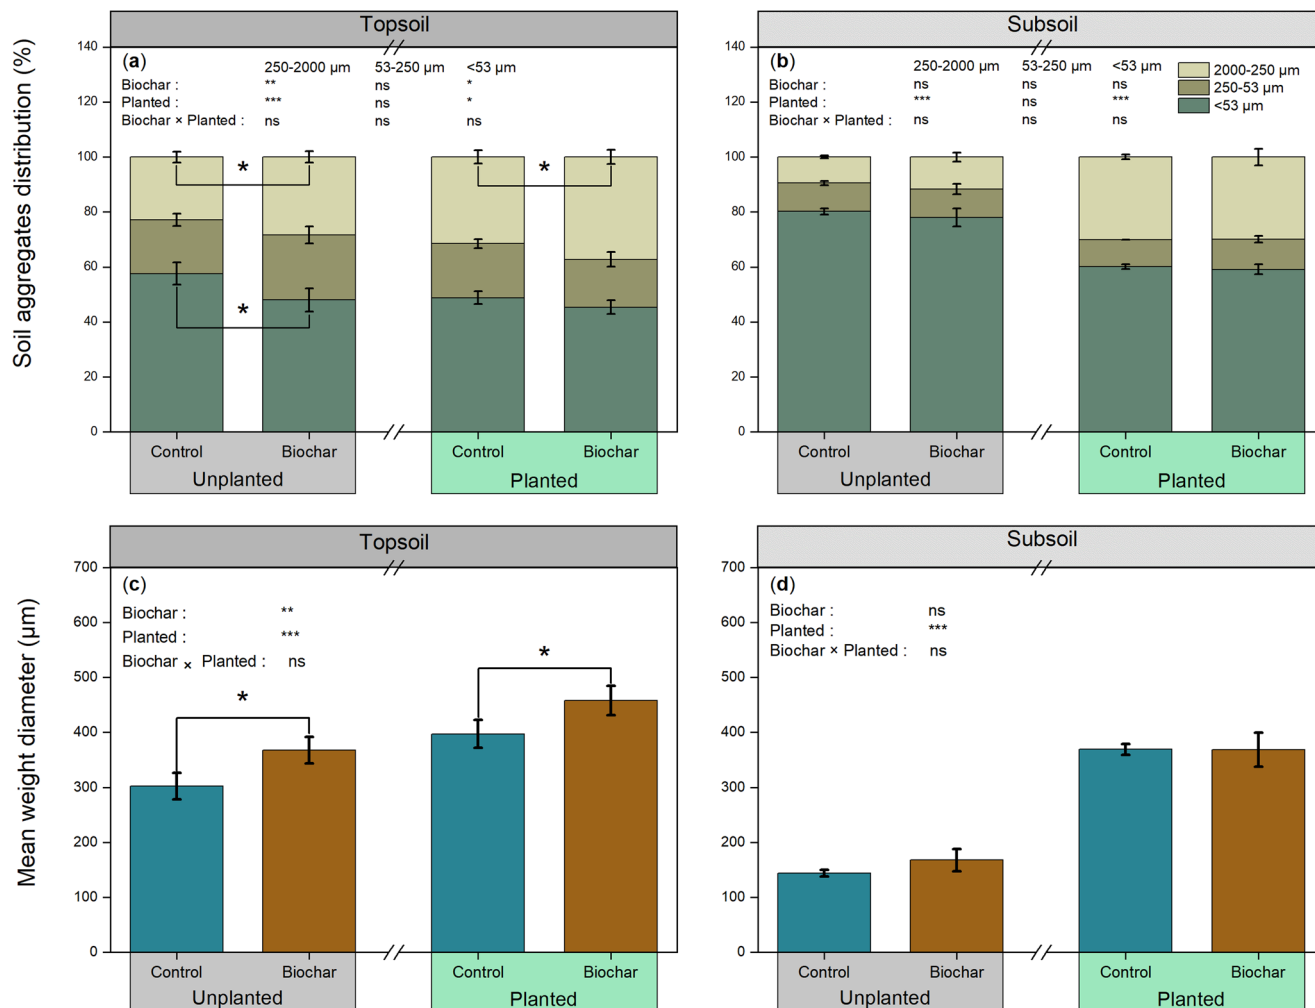 Soil aggregates distribution (%)
Topsoil
(a)
250-2000 µm 53-250 µm <53 µm
Biochar : ** ns *
Planted : *** ns *
Biochar × Planted : ns ns ns
140
120
100
80
60
40
20
0
* * *
Control Biochar Control Biochar
Unplanted Planted
Subsoil
(b)
250-2000 µm 53-250 µm <53 µm
Biochar : ns ns ns
Planted : *** ns ***
Biochar × Planted : ns ns ns
2000-250 µm
250-53 µm
<53 µm
140
120
100
80
60
40
20
0
Control Biochar Control Biochar
Unplanted Planted
Mean weight diameter (µm)
Topsoil
(c)
Biochar : **
Planted : ***
Biochar × Planted : ns
700
600
500
400
300
200
100
0
* *
Control Biochar Control Biochar
Unplanted Planted
Subsoil
(d)
Biochar : ns
Planted : ***
Biochar × Planted : ns
700
600
500
400
300
200
100
0
Control Biochar Control Biochar
Unplanted Planted